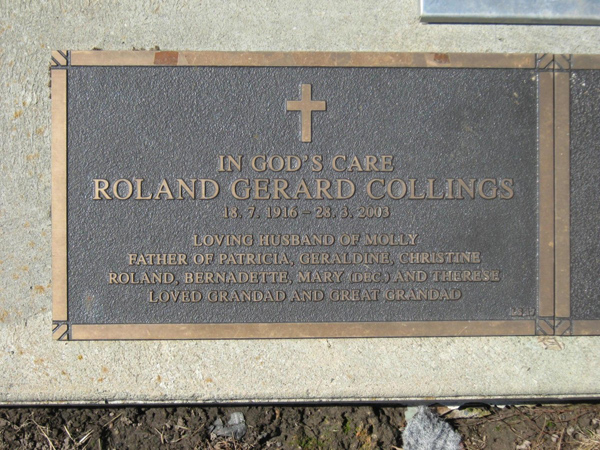 IN GOD'S CARE
ROLAND GERARD COLLINGS
18. 7. 1916 – 28. 3. 2003
LOVING HUSBAND OF MOLLY
FATHER OF PATRICIA, GERALDINE, CHRISTINE
ROLAND, BERNADETTE, MARY (DEC.) AND THERESE
LOVED GRANDAD AND GREAT GRANDAD